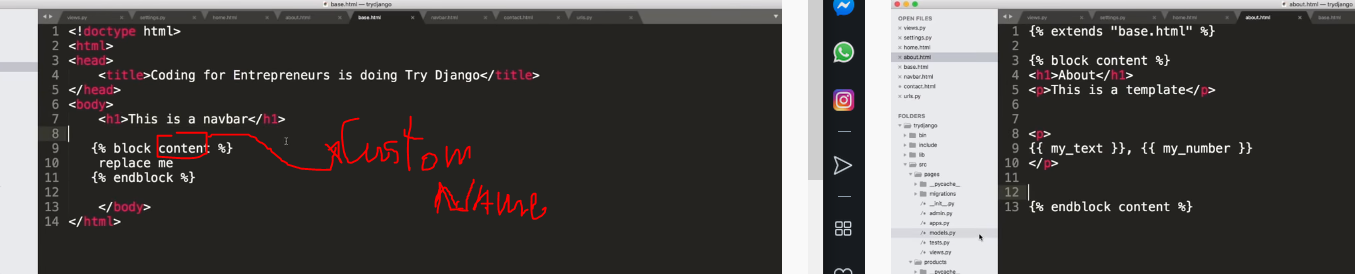 base.html — trydjango
views.py settings.py home.html about.html base.html navbar.html contact.html urls.py
1 <!doctype html>
2 <html>
3 <head>
4 <title>Coding for Entrepreneurs is doing Try Django</title>
5 </head>
6 <body>
7 <h1>This is a navbar</h1>
8
9 {% block content %}
10 replace me
11 {% endblock %}
12
13 </body>
14 </html>
Custom
Name
OPEN FILES
views.py
settings.py
home.html
about.html
base.html
navbar.html
contact.html
urls.py
FOLDERS
trydjango
bin
include
lib
src
pages
__pycache__
migrations
__init__.py
admin.py
apps.py
models.py
tests.py
views.py
products
__pycache__
about.html — trydjango
views.py settings.py home.html about.html base.html
1 {% extends "base.html" %}
2
3 {% block content %}
4 <h1>About</h1>
5 <p>This is a template</p>
6
7
8 <p>
9 {{ my_text }}, {{ my_number }}
10 </p>
11
12
13 {% endblock content %}